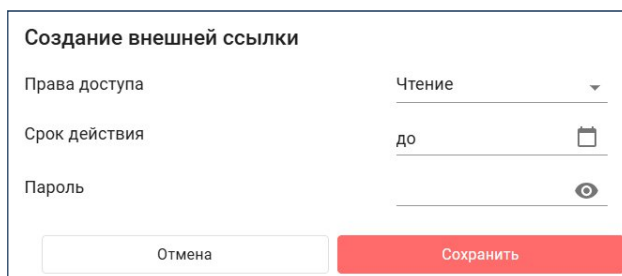 Создание внешней ссылки
Права доступа Чтение
Срок действия до
Пароль
Отмена Сохранить